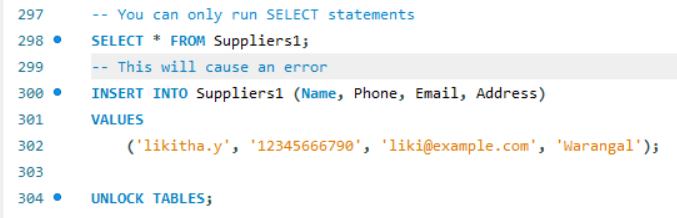 297 -- You can only run SELECT statements
298 SELECT * FROM Suppliers1;
299 -- This will cause an error
300 INSERT INTO Suppliers1 (Name, Phone, Email, Address)
301 VALUES
302 ('likitha.y', '12345666790', 'liki@example.com', 'Warangal');
303
304 UNLOCK TABLES;